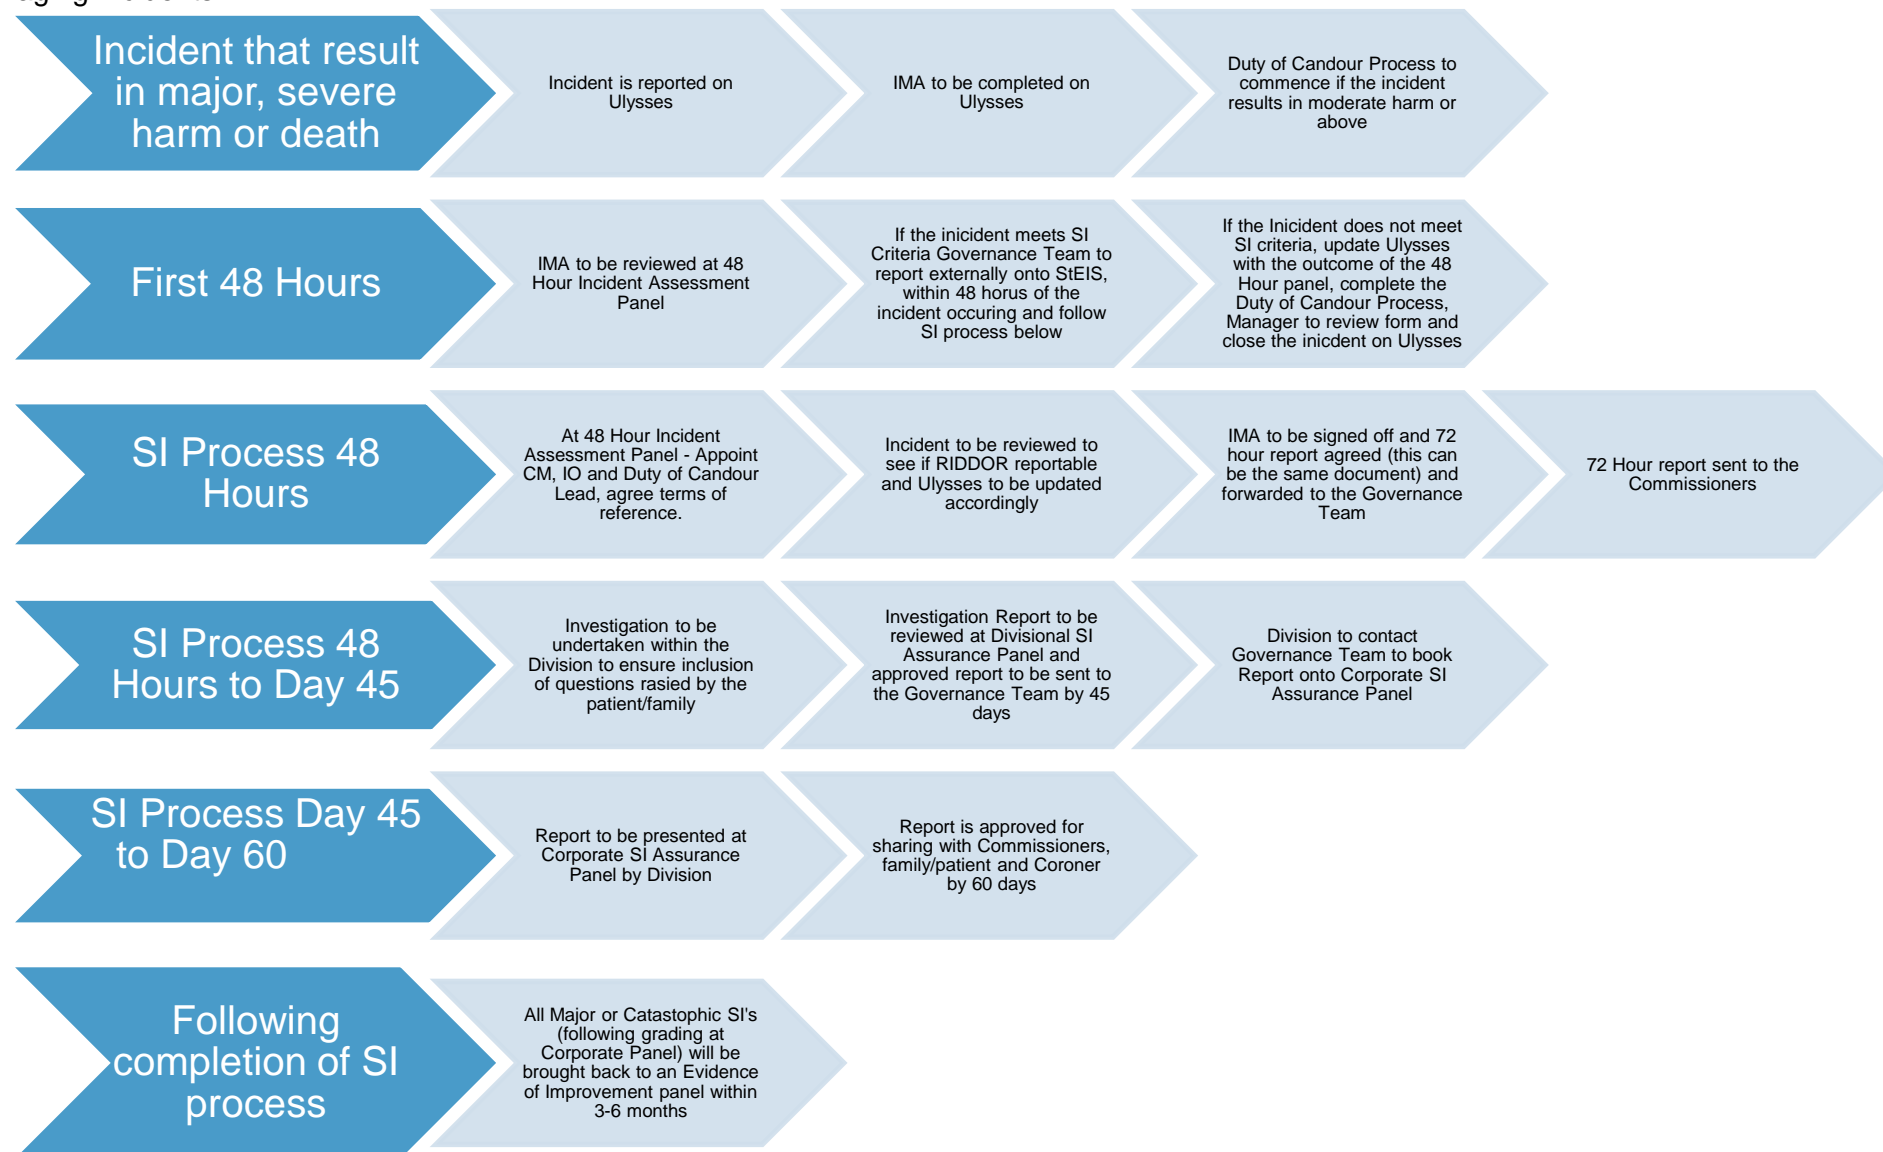 Incident that result
in major, severe
harm or death
Incident is reported on
Ulysses
IMA to be completed on
Ulysses
Duty of Candour Process to
commence if the incident
results in moderate harm or
above
First 48 Hours
IMA to be reviewed at 48
Hour Incident Assessment
Panel
If the inicident meets SI
Criteria Governance Team to
report externally onto StEIS,
within 48 horus of the
incident occuring and follow
SI process below
If the Inicident does not meet
SI criteria, update Ulysses
with the outcome of the 48
Hour panel, complete the
Duty of Candour Process,
Manager to review form and
close the inicdent on Ulysses
SI Process 48
Hours
At 48 Hour Incident
Assessment Panel - Appoint
CM, IO and Duty of Candour
Lead, agree terms of
reference.
Incident to be reviewed to
see if RIDDOR reportable
and Ulysses to be updated
accordingly
IMA to be signed off and 72
hour report agreed (this can
be the same document) and
forwarded to the Governance
Team
72 Hour report sent to the
Commissioners
SI Process 48
Hours to Day 45
Investigation to be
undertaken within the
Division to ensure inclusion
of questions rasied by the
patient/family
Investigation Report to be
reviewed at Divisional SI
Assurance Panel and
approved report to be sent to
the Governance Team by 45
days
Division to contact
Governance Team to book
Report onto Corporate SI
Assurance Panel
SI Process Day 45
to Day 60
Report to be presented at
Corporate SI Assurance
Panel by Division
Report is approved for
sharing with Commissioners,
family/patient and Coroner
by 60 days
Following
completion of SI
process
All Major or Catastophic SI's
(following grading at
Corporate Panel) will be
brought back to an Evidence
of Improvement panel within
3-6 months